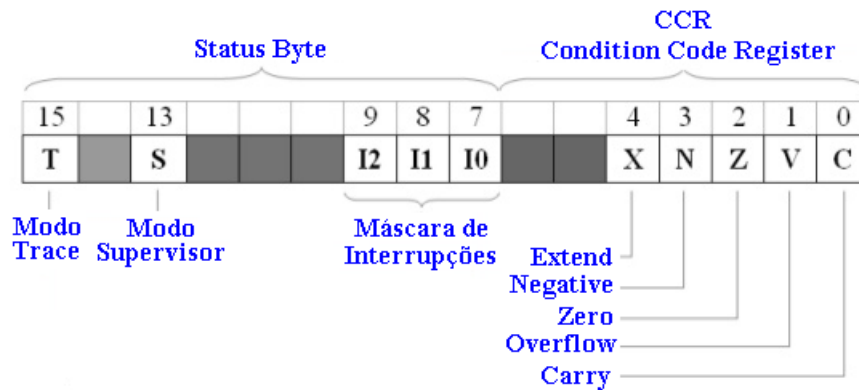 CCR
Status Byte
Condition Code Register
15 13 9 8 7 4 3 2 1 0
T S I2 I1 I0 X N Z V C
Modo
Trace
Modo
Supervisor
Máscara de
Interrupções
Extend
Negative
Zero
Overflow
Carry